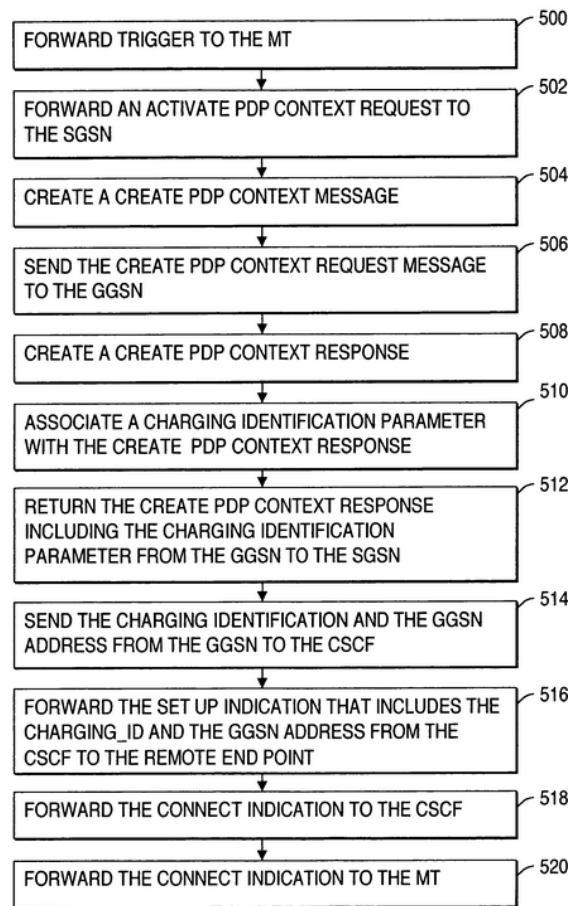 500
FORWARD TRIGGER TO THE MT
502
FORWARD AN ACTIVATE PDP CONTEXT REQUEST TO
THE SGSN
504
CREATE A CREATE PDP CONTEXT MESSAGE
506
SEND THE CREATE PDP CONTEXT REQUEST MESSAGE
TO THE GGSN
508
CREATE A CREATE PDP CONTEXT RESPONSE
510
ASSOCIATE A CHARGING IDENTIFICATION PARAMETER
WITH THE CREATE PDP CONTEXT RESPONSE
512
RETURN THE CREATE PDP CONTEXT RESPONSE
INCLUDING THE CHARGING IDENTIFICATION
PARAMETER FROM THE GGSN TO THE SGSN
514
SEND THE CHARGING IDENTIFICATION AND THE GGSN
ADDRESS FROM THE GGSN TO THE CSCF
516
FORWARD THE SET UP INDICATION THAT INCLUDES THE
CHARGING_ID AND THE GGSN ADDRESS FROM THE
CSCF TO THE REMOTE END POINT
518
FORWARD THE CONNECT INDICATION TO THE CSCF
520
FORWARD THE CONNECT INDICATION TO THE MT